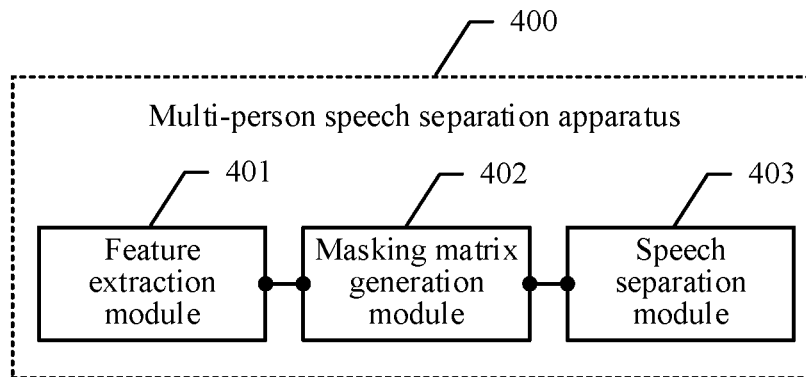 400
Multi-person speech separation apparatus
401
402
403
Feature
extraction
module
Masking matrix
generation
module
Speech
separation
module